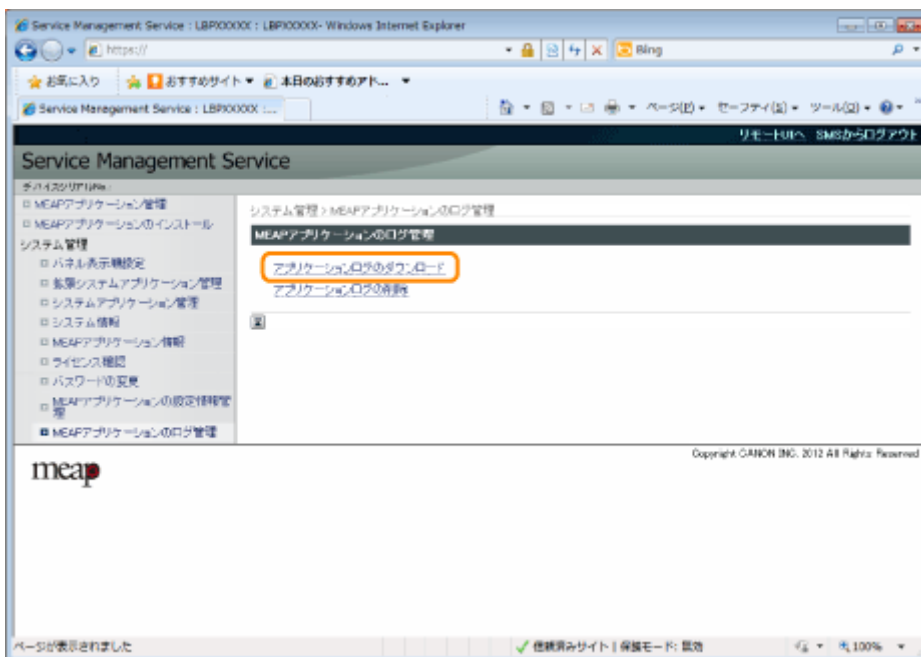 Service Management Service : LBPXXXXX : LBPXXXXX- Windows Internet Explorer
https://
Bing
お気に入り おすすめサイト 本日のおすすめアド...
Service Management Service : LBPXXXXX :...
ページ(P) セーフティ(S) ツール(O)
リモートUIへ SMSからログアウト
Service Management Service
デバイスシリアルNo.:
MEAPアプリケーション管理
MEAPアプリケーションのインストール
システム管理
パネル表示順設定
拡張システムアプリケーション管理
システムアプリケーション管理
システム情報
MEAPアプリケーション情報
ライセンス確認
パスワードの変更
MEAPアプリケーションの設定情報管
理
MEAPアプリケーションのログ管理
システム管理 > MEAPアプリケーションのログ管理
MEAPアプリケーションのログ管理
アプリケーションログのダウンロード
アプリケーションログの削除
Copyright CANON INC. 2012 All Rights Reserved
meap
ページが表示されました
信頼済みサイト | 保護モード: 無効
100%